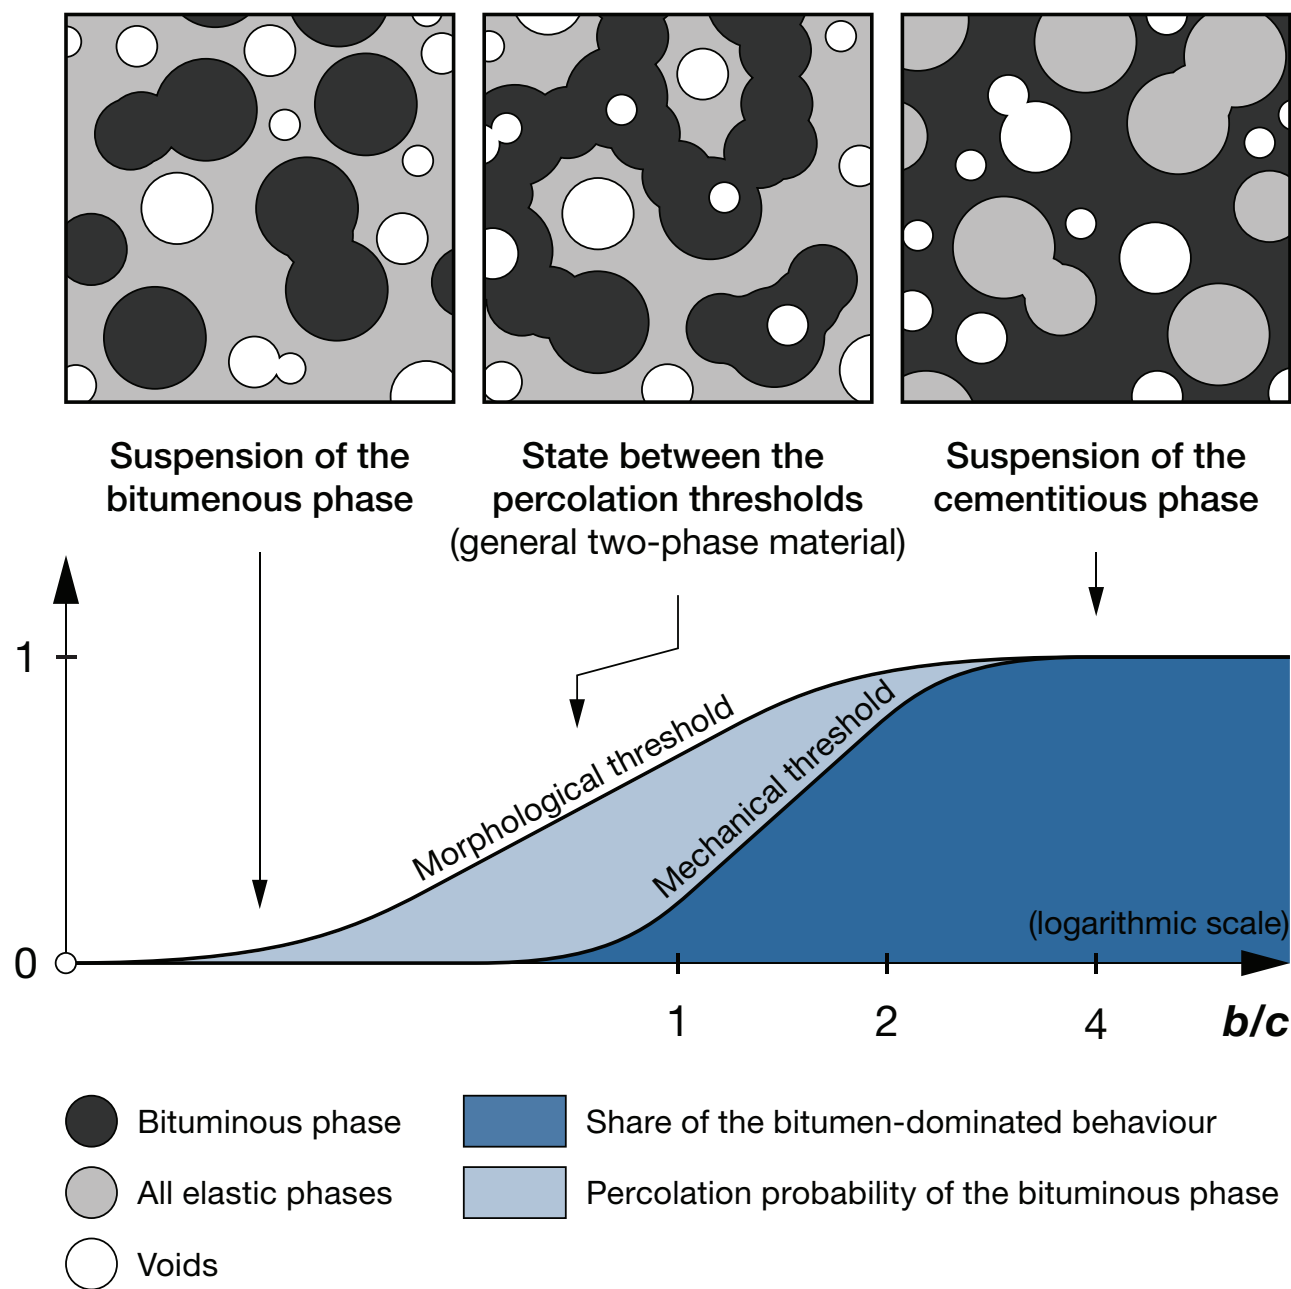 Suspension of the
bitumenous phase
State between the
percolation thresholds
(general two-phase material)
Suspension of the
cementitious phase
1
Morphological threshold
Mechanical threshold
(logarithmic scale)
0
1
2
4
b/c
Bituminous phase
Share of the bitumen-dominated behaviour
All elastic phases
Percolation probability of the bituminous phase
Voids